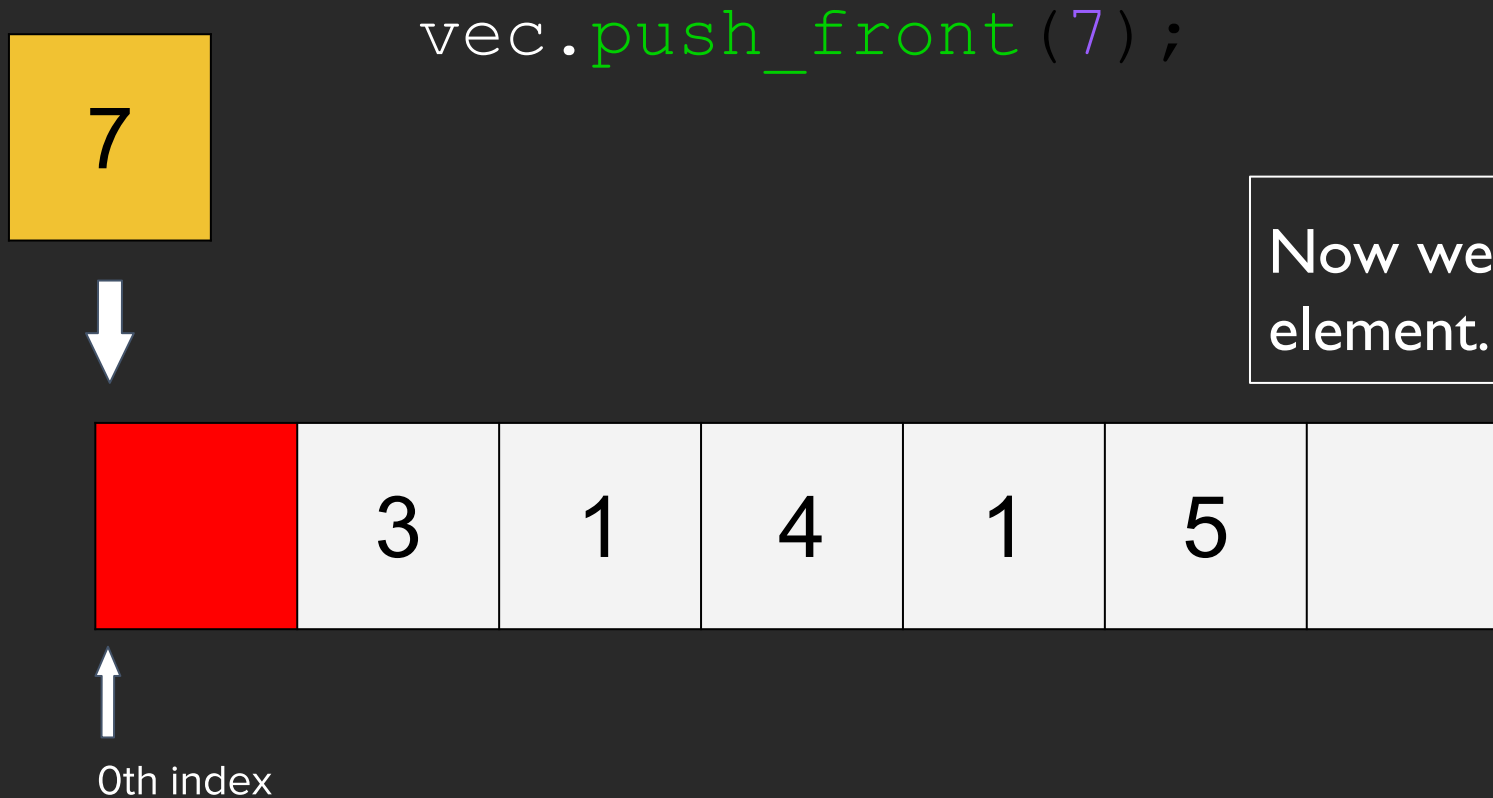 vec.push_front(7);
7
Now we
element.
3 1 4 1 5
0th index